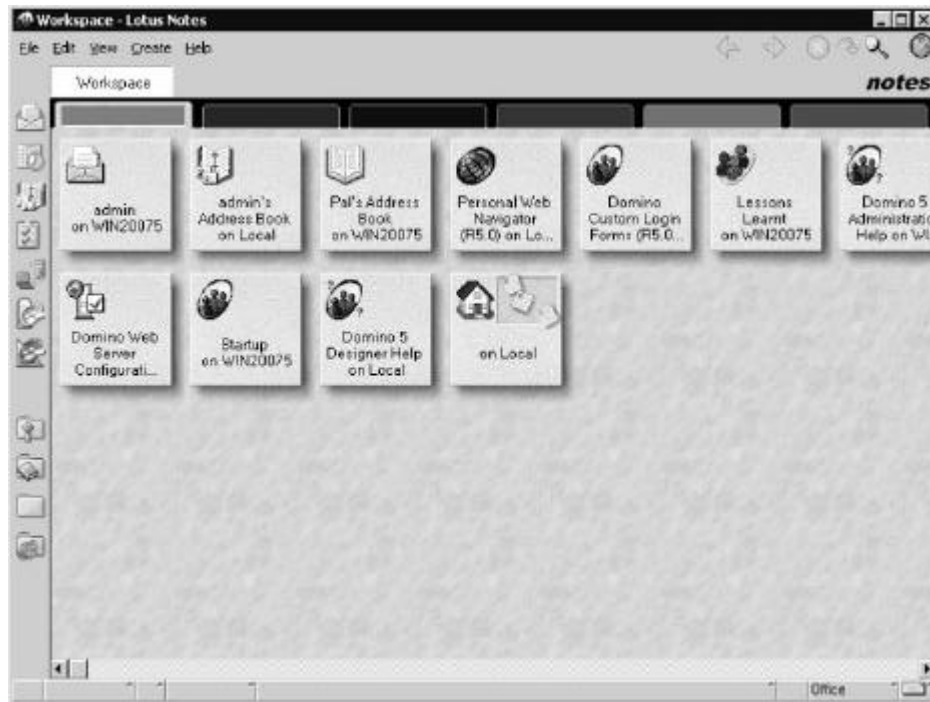 Workspace - Lotus Notes
File Edit View Create Help
Workspace
notes
admin
on WIN20075
admin's
Address Book
on Local
Pal's Address
Book
on WIN20075
Personal Web
Navigator
(R5.0) on Lo...
Domino
Custom Login
Forms (R5.0...
Lessons
Learnt
on WIN20075
Domino 5
Administratio
Help on WI
Domino Web
Server
Configurati...
Startup
on WIN20075
Domino 5
Designer Help
on Local
on Local
Office